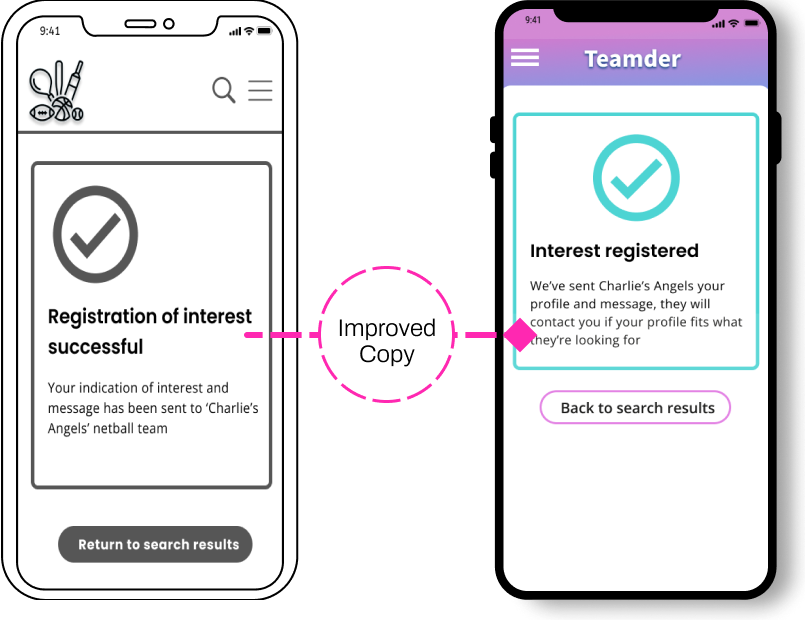 9:41
Registration of interest
successful
Your indication of interest and
message has been sent to ‘Charlie’s
Angels’ netball team
Return to search results
Improved
Copy
9:41
Teamder
Interest registered
We’ve sent Charlie’s Angels your
profile and message, they will
contact you if your profile fits what
they’re looking for
Back to search results